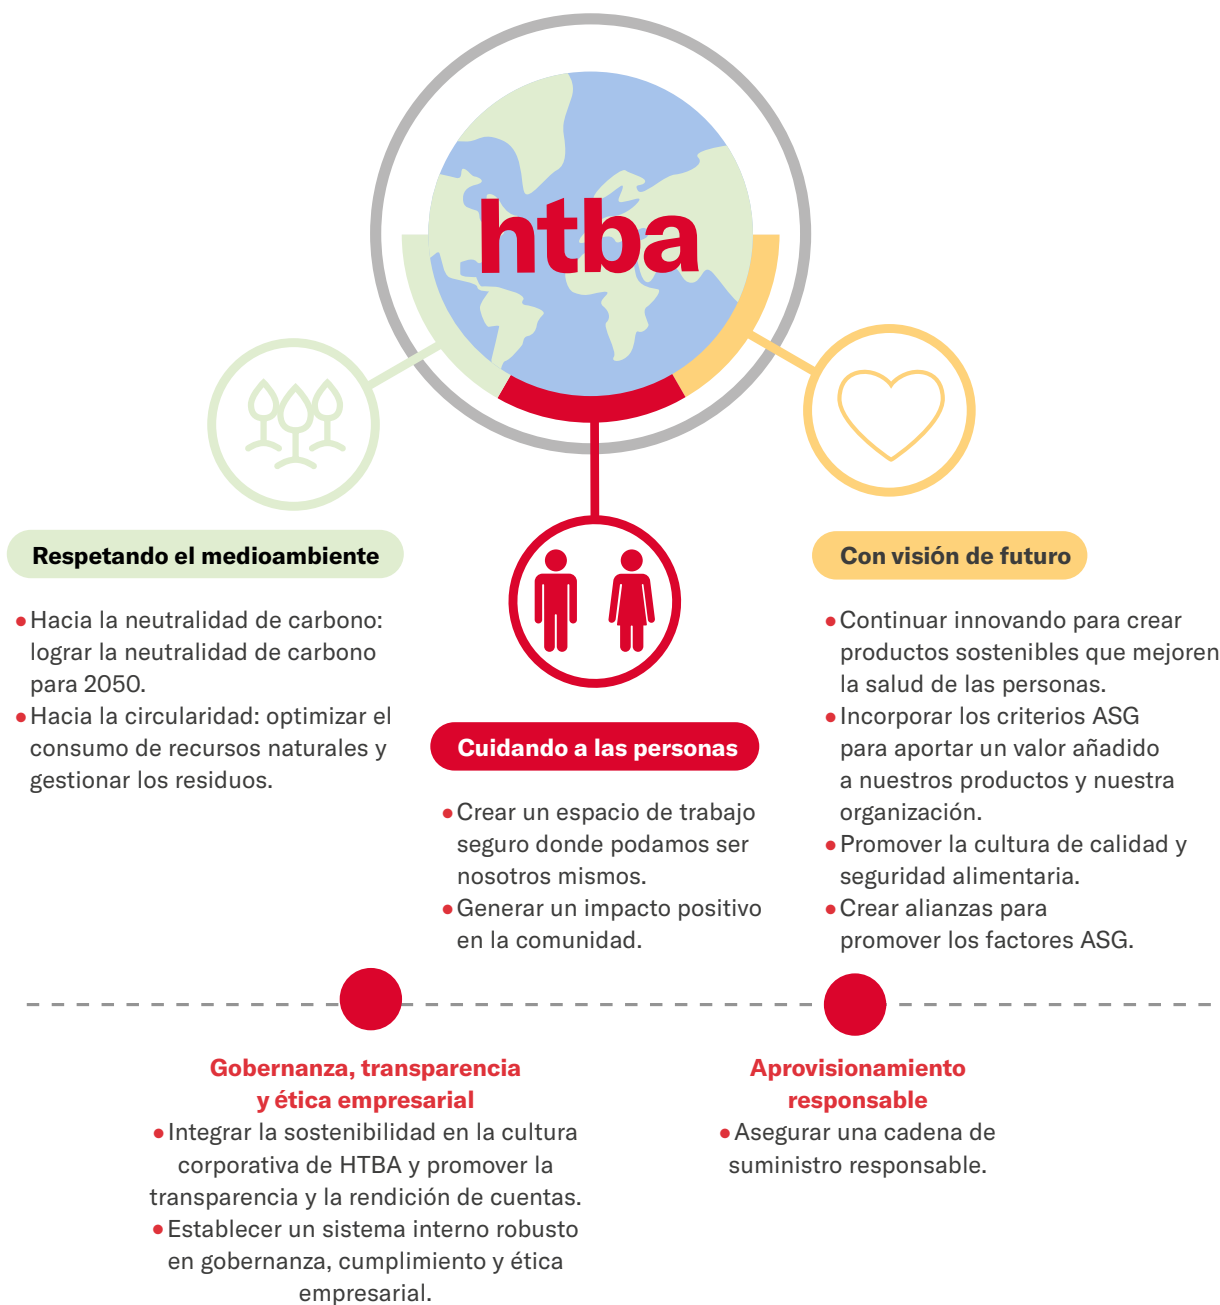 htba
Respetando el medioambiente
• Hacia la neutralidad de carbono:
lograr la neutralidad de carbono
para 2050.
• Hacia la circularidad: optimizar el
consumo de recursos naturales y
gestionar los residuos.
Cuidando a las personas
• Crear un espacio de trabajo
seguro donde podamos ser
nosotros mismos.
• Generar un impacto positivo
en la comunidad.
Con visión de futuro
• Continuar innovando para crear
productos sostenibles que mejoren
la salud de las personas.
• Incorporar los criterios ASG
para aportar un valor añadido
a nuestros productos y nuestra
organización.
• Promover la cultura de calidad y
seguridad alimentaria.
• Crear alianzas para
promover los factores ASG.
Gobernanza, transparencia
y ética empresarial
• Integrar la sostenibilidad en la cultura
corporativa de HTBA y promover la
transparencia y la rendición de cuentas.
• Establecer un sistema interno robusto
en gobernanza, cumplimiento y ética
empresarial.
Aprovisionamiento
responsable
• Asegurar una cadena de
suministro responsable.